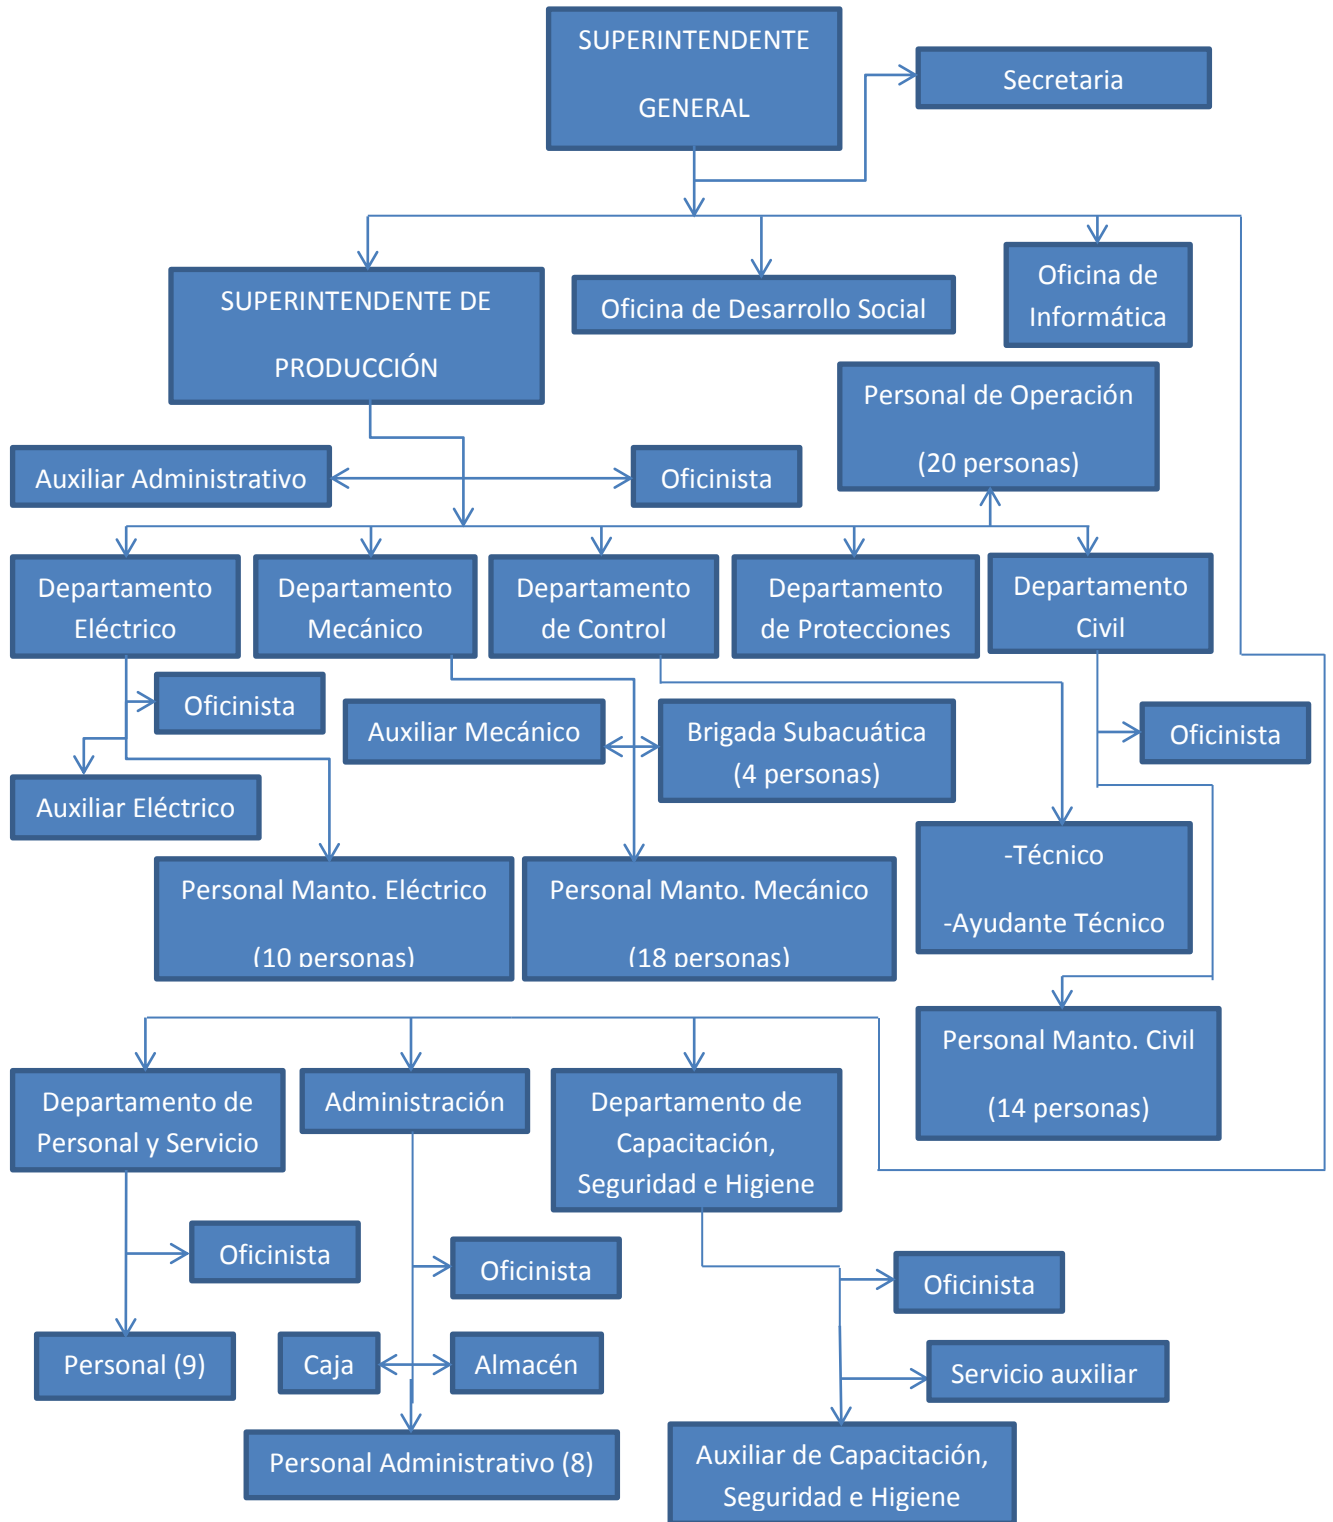 SUPERINTENDENTE
GENERAL
Secretaria
SUPERINTENDENTE DE
PRODUCCIÓN
Oficina de Desarrollo Social
Oficina de
Informática
Personal de Operación
(20 personas)
Auxiliar Administrativo
Oficinista
Departamento
Eléctrico
Departamento
Mecánico
Departamento
de Control
Departamento
de Protecciones
Departamento
Civil
Oficinista
Auxiliar Mecánico
Brigada Subacuática
(4 personas)
Oficinista
Auxiliar Eléctrico
-Técnico
-Ayudante Técnico
Personal Manto. Eléctrico
(10 personas)
Personal Manto. Mecánico
(18 personas)
Personal Manto. Civil
(14 personas)
Departamento de
Personal y Servicio
Administración
Departamento de
Capacitación,
Seguridad e Higiene
Oficinista
Oficinista
Oficinista
Personal (9)
Caja
Almacén
Servicio auxiliar
Personal Administrativo (8)
Auxiliar de Capacitación,
Seguridad e Higiene